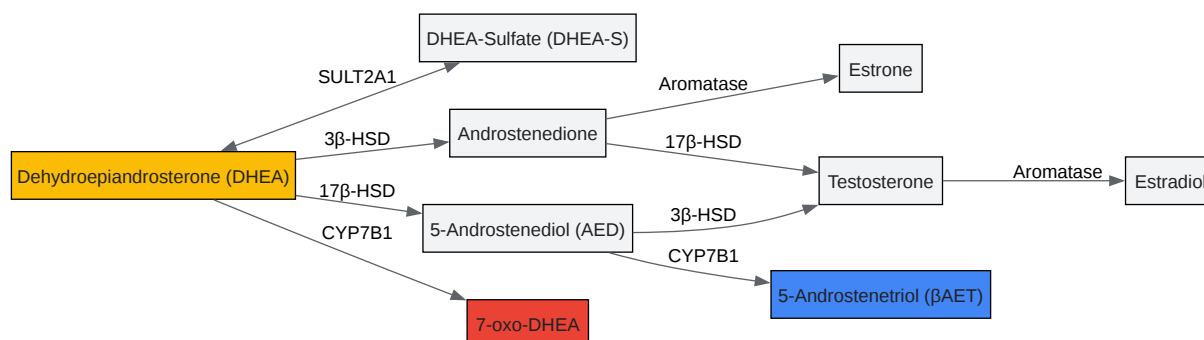 DHEA-Sulfate (DHEA-S)
SULT2A1
Estrone
Aromatase
Androstenedione
3β-HSD
17β-HSD
Dehydroepiandrosterone (DHEA)
Testosterone
Aromatase
Estradiol
17β-HSD
5-Androstenediol (AED)
3β-HSD
CYP7B1
CYP7B1
5-Androstenetriol (βAET)
7-oxo-DHEA